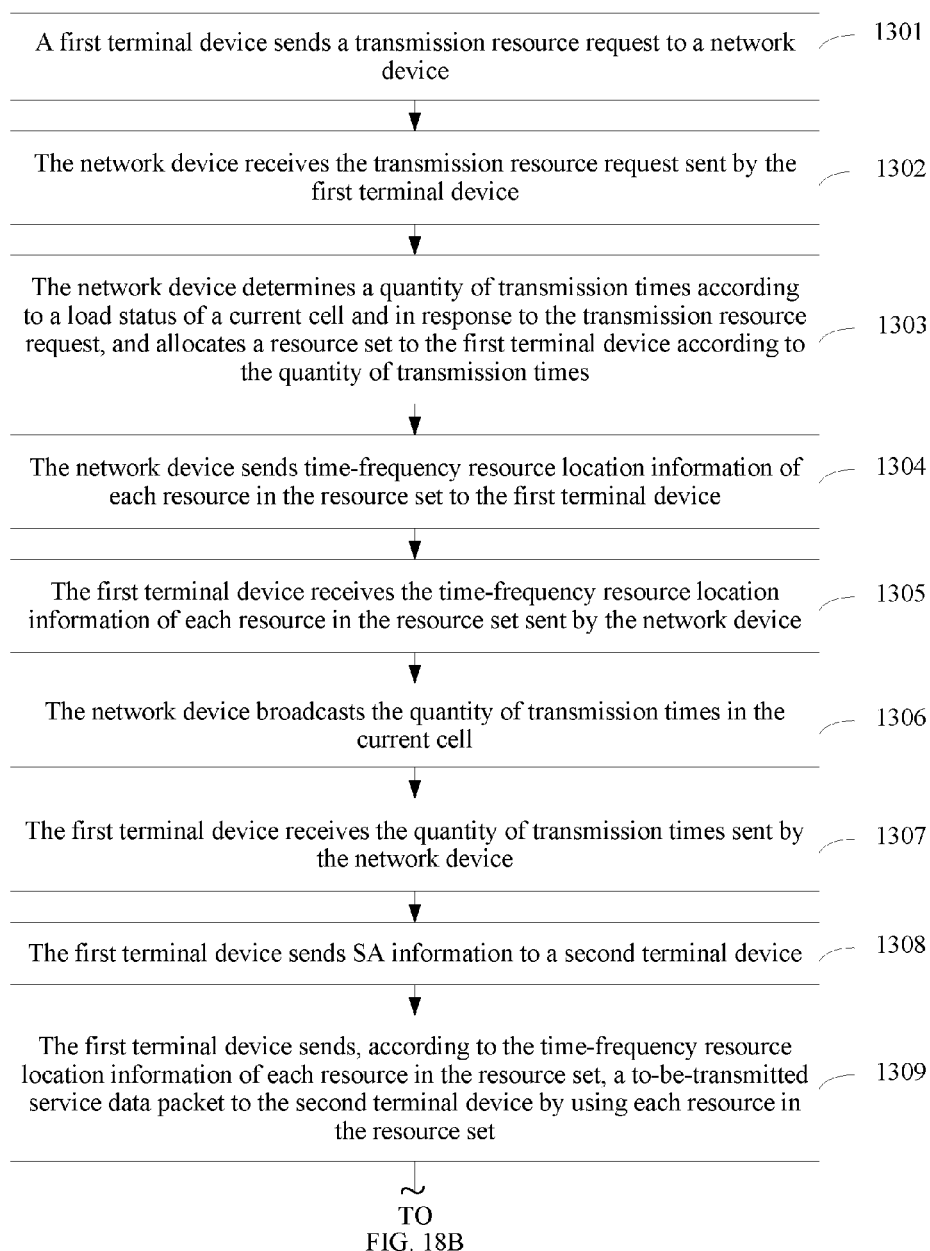 A first terminal device sends a transmission resource request to a network
device
1301
The network device receives the transmission resource request sent by the
first terminal device
1302
The network device determines a quantity of transmission times according
to a load status of a current cell and in response to the transmission resource
request, and allocates a resource set to the first terminal device according to
the quantity of transmission times
1303
The network device sends time-frequency resource location information of
each resource in the resource set to the first terminal device
1304
The first terminal device receives the time-frequency resource location
information of each resource in the resource set sent by the network device
1305
The network device broadcasts the quantity of transmission times in the
current cell
1306
The first terminal device receives the quantity of transmission times sent by
the network device
1307
The first terminal device sends SA information to a second terminal device
1308
The first terminal device sends, according to the time-frequency resource
location information of each resource in the resource set, a to-be-transmitted
service data packet to the second terminal device by using each resource in
the resource set
1309
TO
FIG. 18B